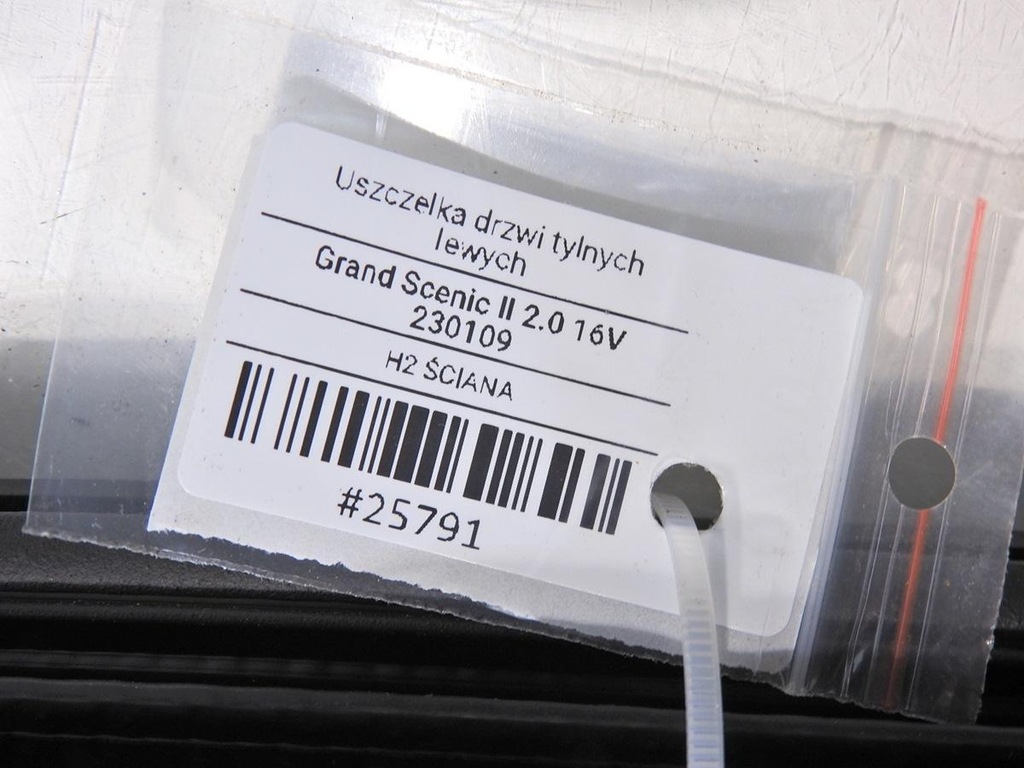 Uszczelka drzwi tylnych
lewych
Grand Scenic II 2.0 16V
230109
H2 ŚCIANA
#25791